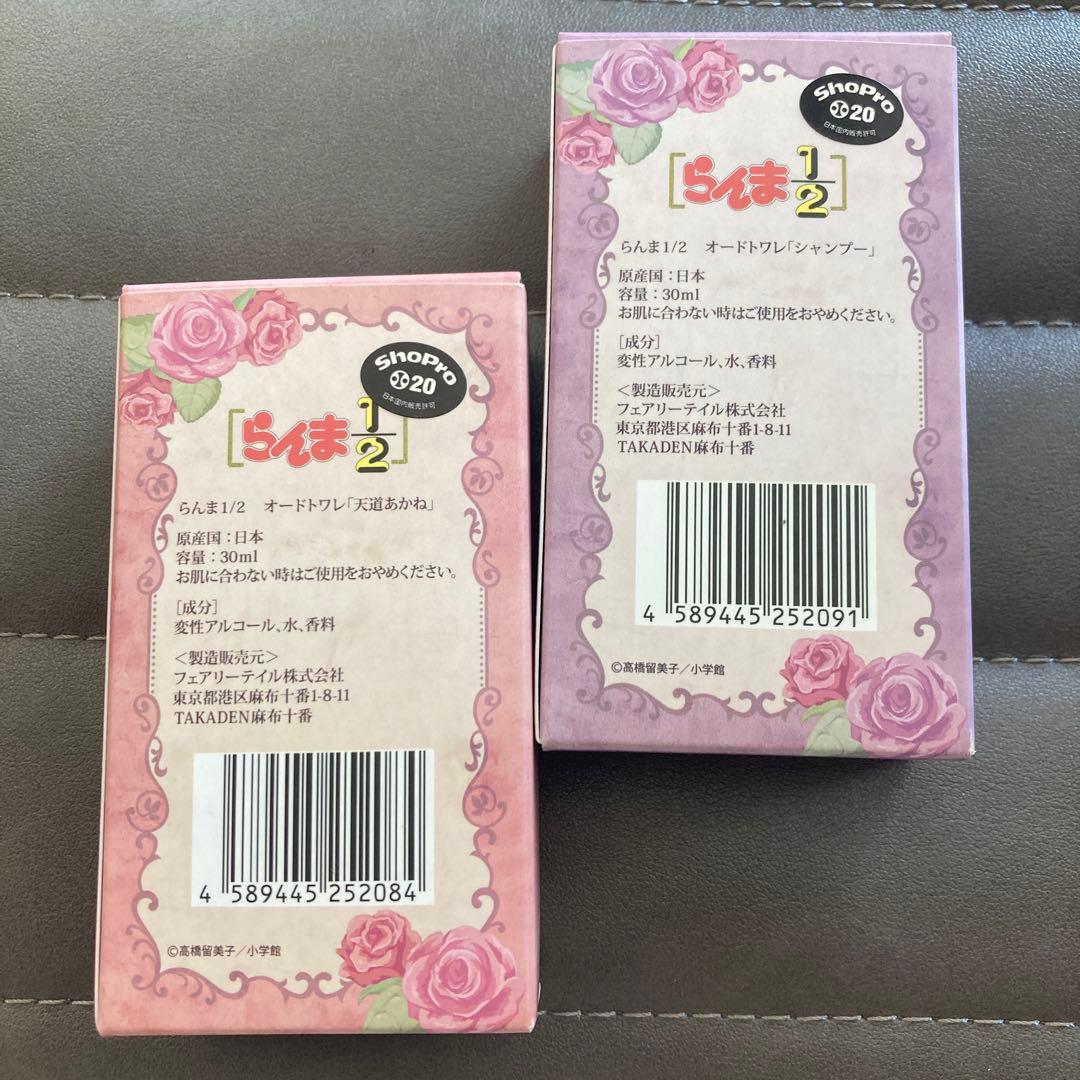 ShoPro
20
日本国内販売許可
らんま1/2
らんま1/2 オードトワレ「天道あかね」
原産国：日本
容量：30ml
お肌に合わない時はご使用をおやめください。
［成分］
変性アルコール、水、香料
＜製造販売元＞
フェアリーテイル株式会社
東京都港区麻布十番1-8-11
TAKADEN麻布十番
4 589445 252084
©高橋留美子／小学館
ShoPro
20
日本国内販売許可
らんま1/2
らんま1/2 オードトワレ「シャンプー」
原産国：日本
容量：30ml
お肌に合わない時はご使用をおやめください。
［成分］
変性アルコール、水、香料
＜製造販売元＞
フェアリーテイル株式会社
東京都港区麻布十番1-8-11
TAKADEN麻布十番
4 589445 252091
©高橋留美子／小学館